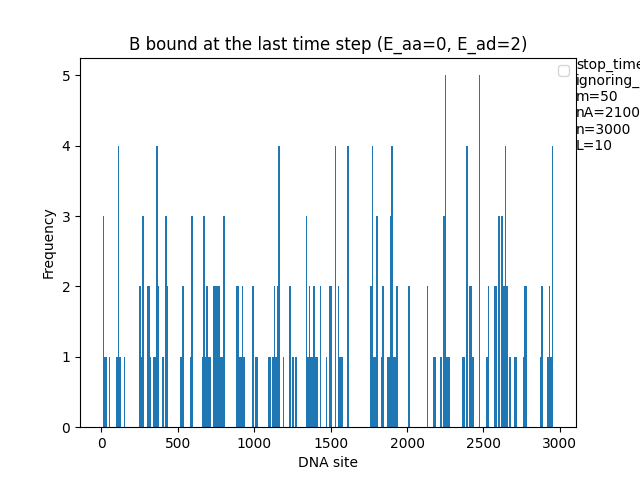 B bound at the last time step (E_aa=0, E_ad=2)
stop_time
ignoring_
m=50
nA=2100
n=3000
L=10
Frequency
5
4
3
2
1
0
0 500 1000 1500 2000 2500 3000
DNA site